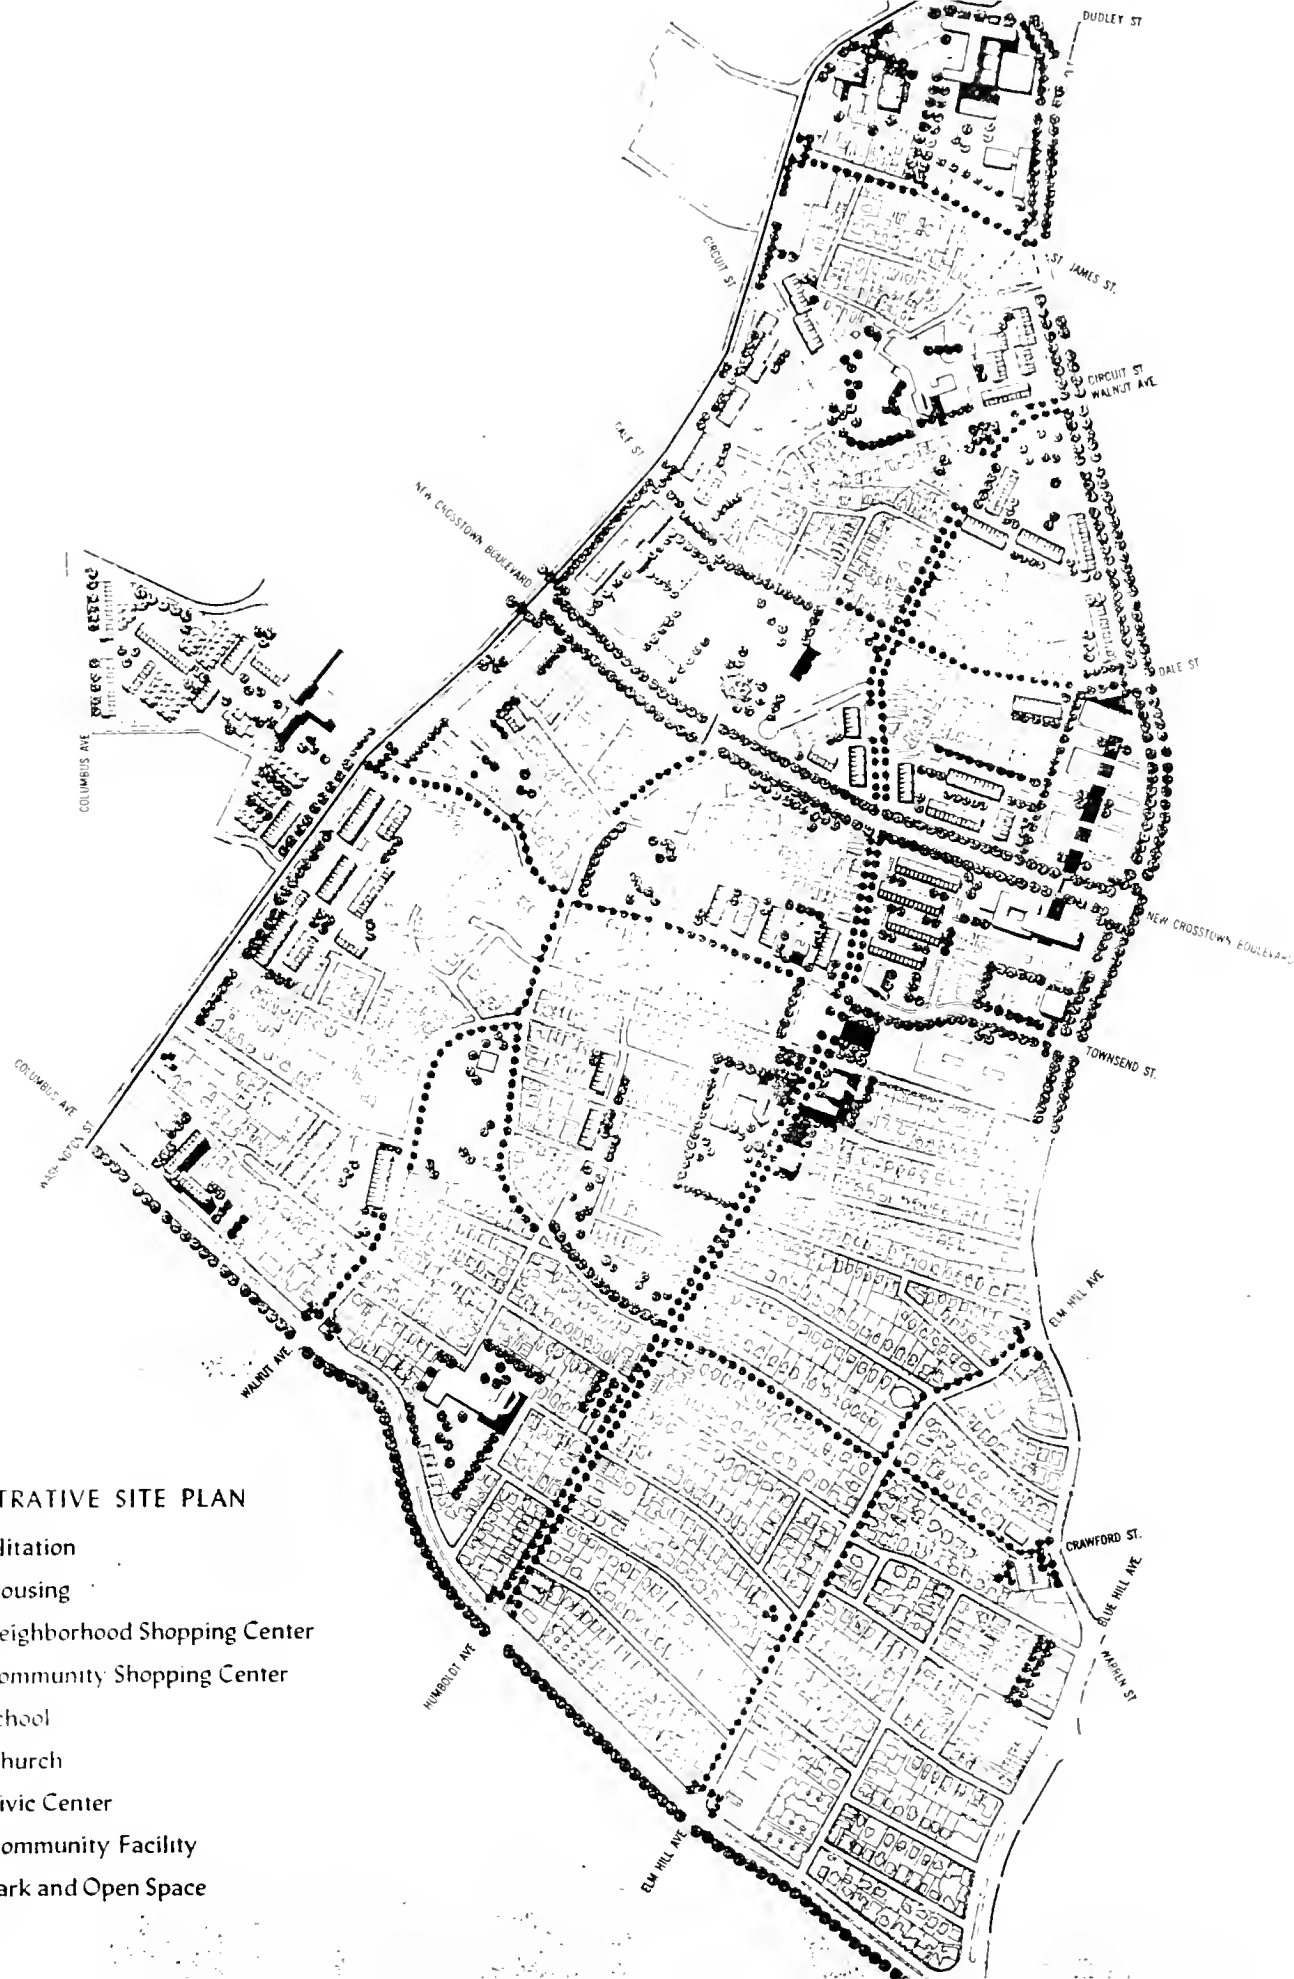 DUDLEY ST
CIRCUIT ST
ST. JAMES ST.
CIRCUIT ST
WALNUT AVE
DALE ST
NEW CROSSTOWN BOULEVARD
DALE ST
COLUMBUS AVE
NEW CROSSTOWN BOULEVARD
TOWNSEND ST.
COLUMBUS AVE
WASHINGTON ST
ELM HILL AVE
WALNUT AVE
TRATIVE SITE PLAN
litation
ousing
CRAWFORD ST.
BLUE HILL AVE
eighborhood Shopping Center
HUMBOLDT AVE
WARREN ST
ommunity Shopping Center
chool
hurch
ivic Center
ommunity Facility
ELM HILL AVE
ark and Open Space